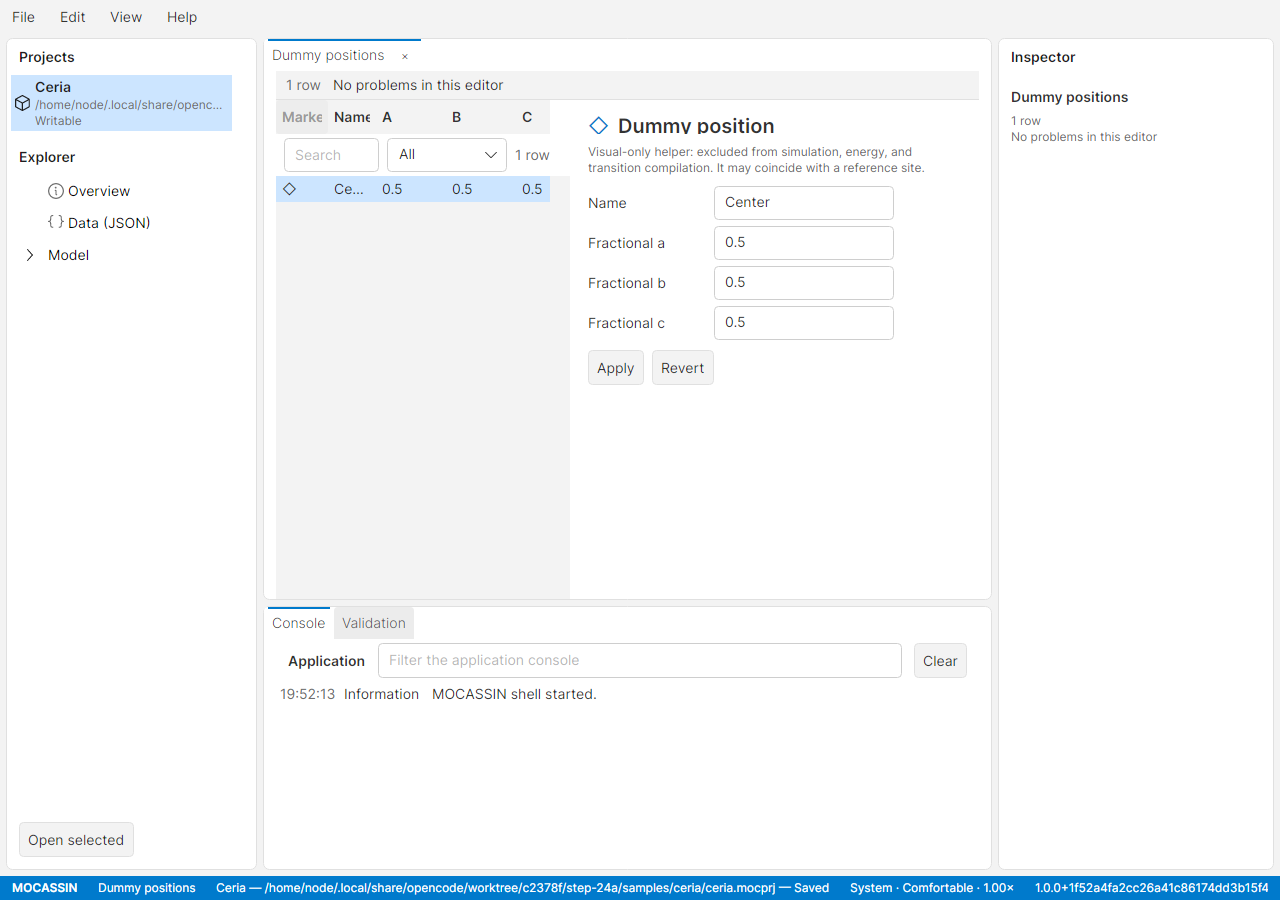 File Edit View Help
Projects
Ceria
/home/node/.local/share/openc...
Writable
Explorer
Overview
{ } Data (JSON)
Model
Open selected
Dummy positions ×
1 row No problems in this editor
Marke Name A B C
Search All 1 row
Ce... 0.5 0.5 0.5
Dummy position
Visual-only helper: excluded from simulation, energy, and
transition compilation. It may coincide with a reference site.
Name Center
Fractional a 0.5
Fractional b 0.5
Fractional c 0.5
Apply Revert
Console Validation
Application Filter the application console Clear
19:52:13 Information MOCASSIN shell started.
Inspector
Dummy positions
1 row
No problems in this editor
MOCASSIN Dummy positions Ceria — /home/node/.local/share/opencode/worktree/c2378f/step-24a/samples/ceria/ceria.mocprj — Saved System · Comfortable · 1.00× 1.0.0+1f52a4fa2cc26a41c86174dd3b15f4